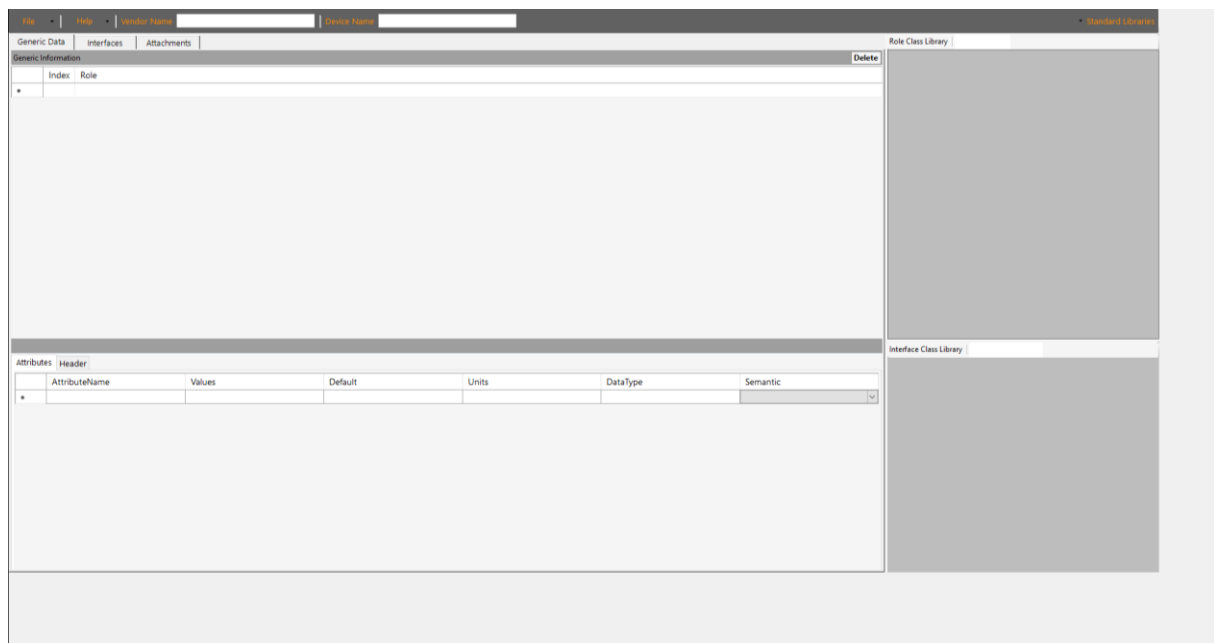 File Help Vendor Name Device Name Standard Libraries
Generic Data Interfaces Attachments Role Class Library
Generic Information Delete
Index Role
Interface Class Library
Attributes Header
AttributeName Values Default Units DataType Semantic